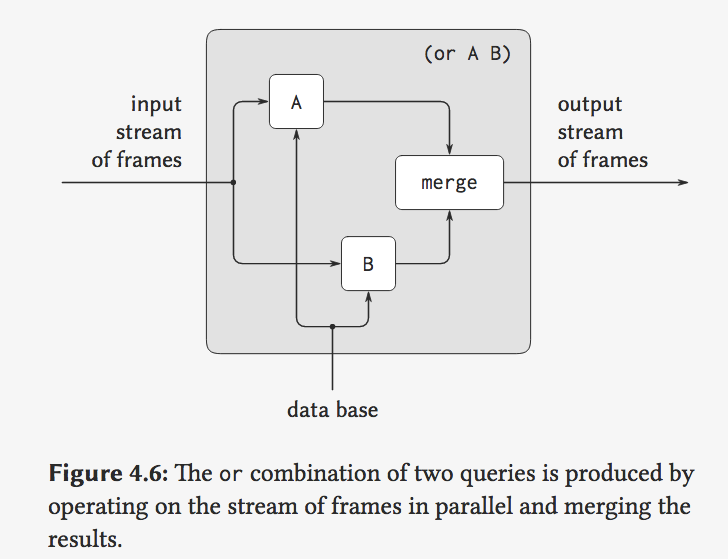 (or A B)
input
stream
of frames
A
output
stream
of frames
merge
B
data base
Figure 4.6: The or combination of two queries is produced by
operating on the stream of frames in parallel and merging the
results.